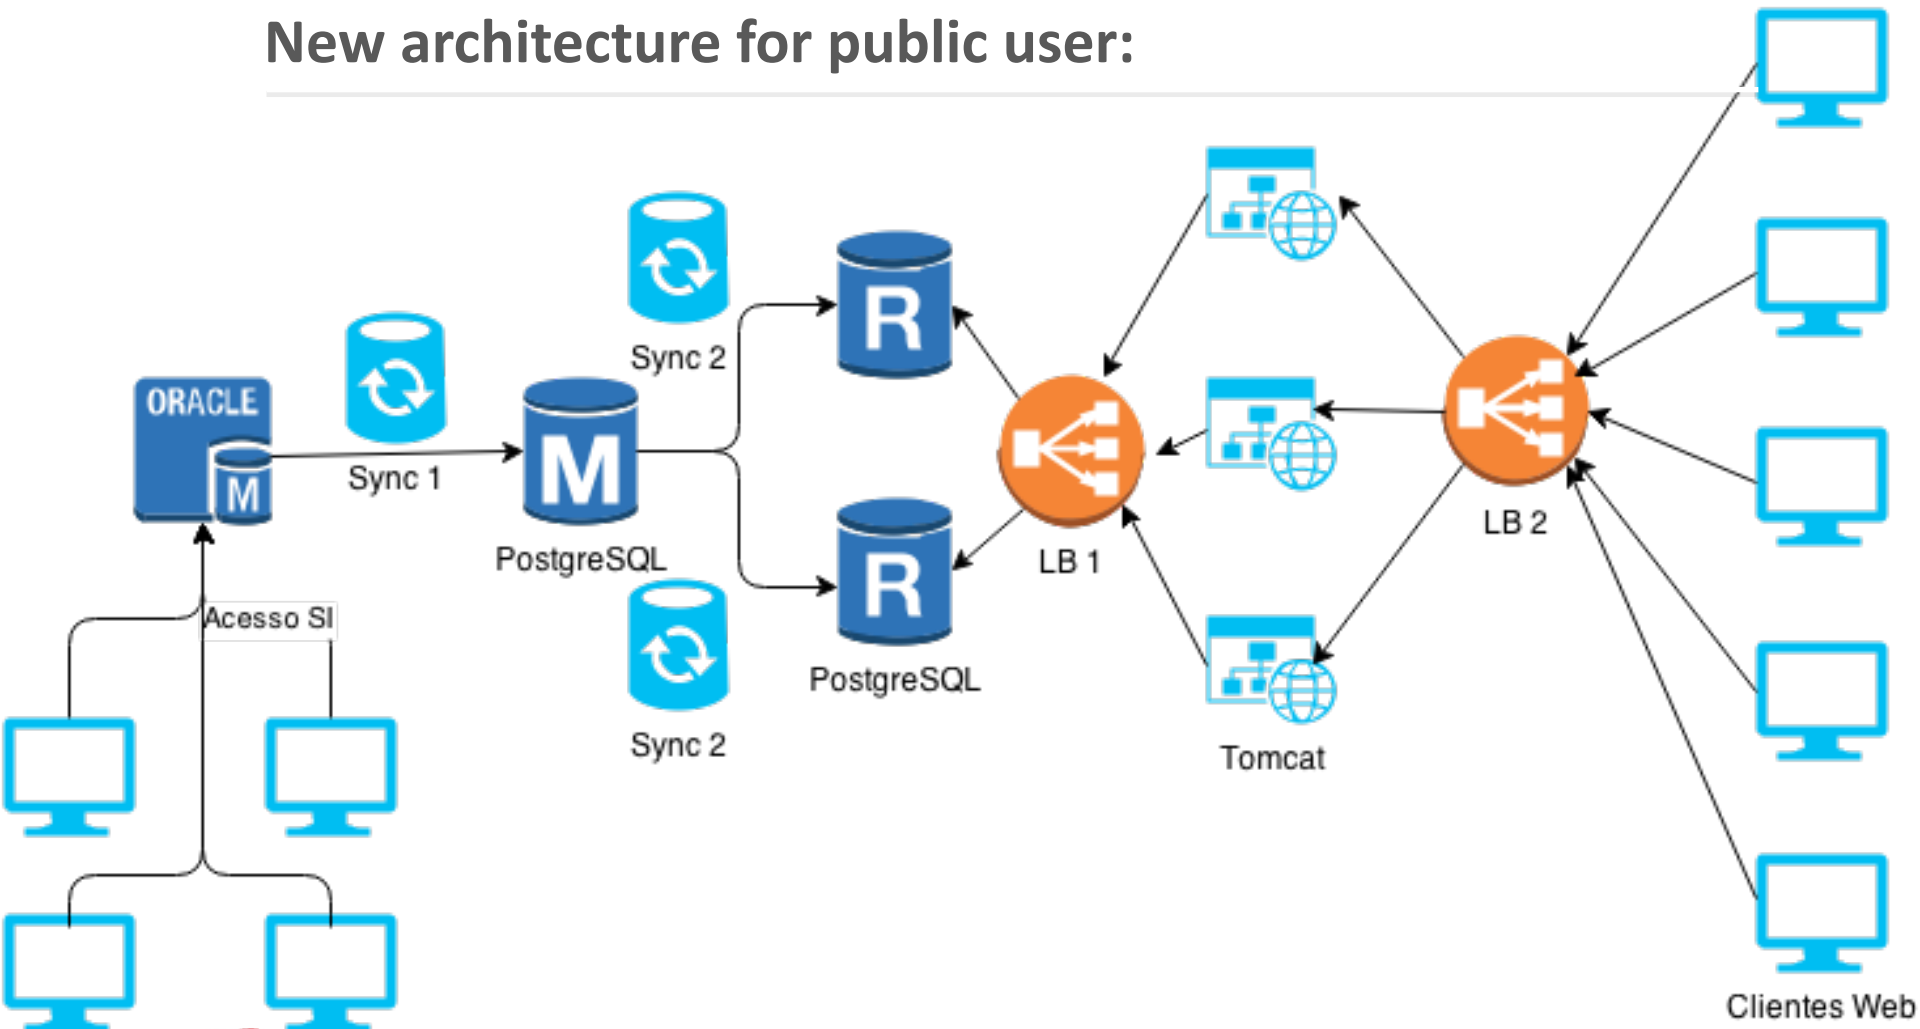 New architecture for public user:
Sync 2
ORACLE
M
Sync 1
M
PostgreSQL
R
R
PostgreSQL
Sync 2
LB 1
LB 2
Acesso SI
Tomcat
Clientes Web